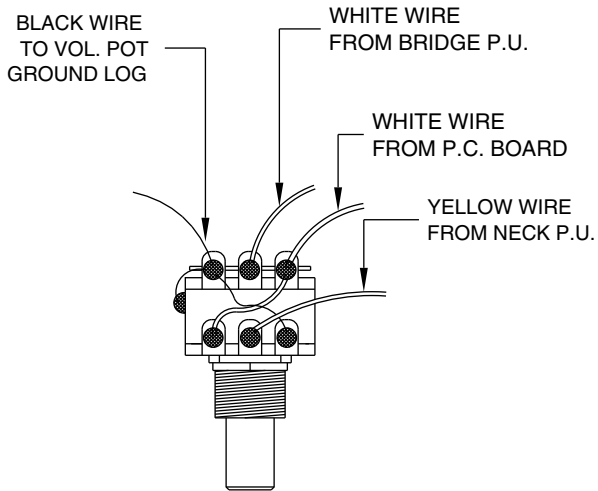 BLACK WIRE
TO VOL. POT
GROUND LOG
WHITE WIRE
FROM BRIDGE P.U.
WHITE WIRE
FROM P.C. BOARD
YELLOW WIRE
FROM NECK P.U.